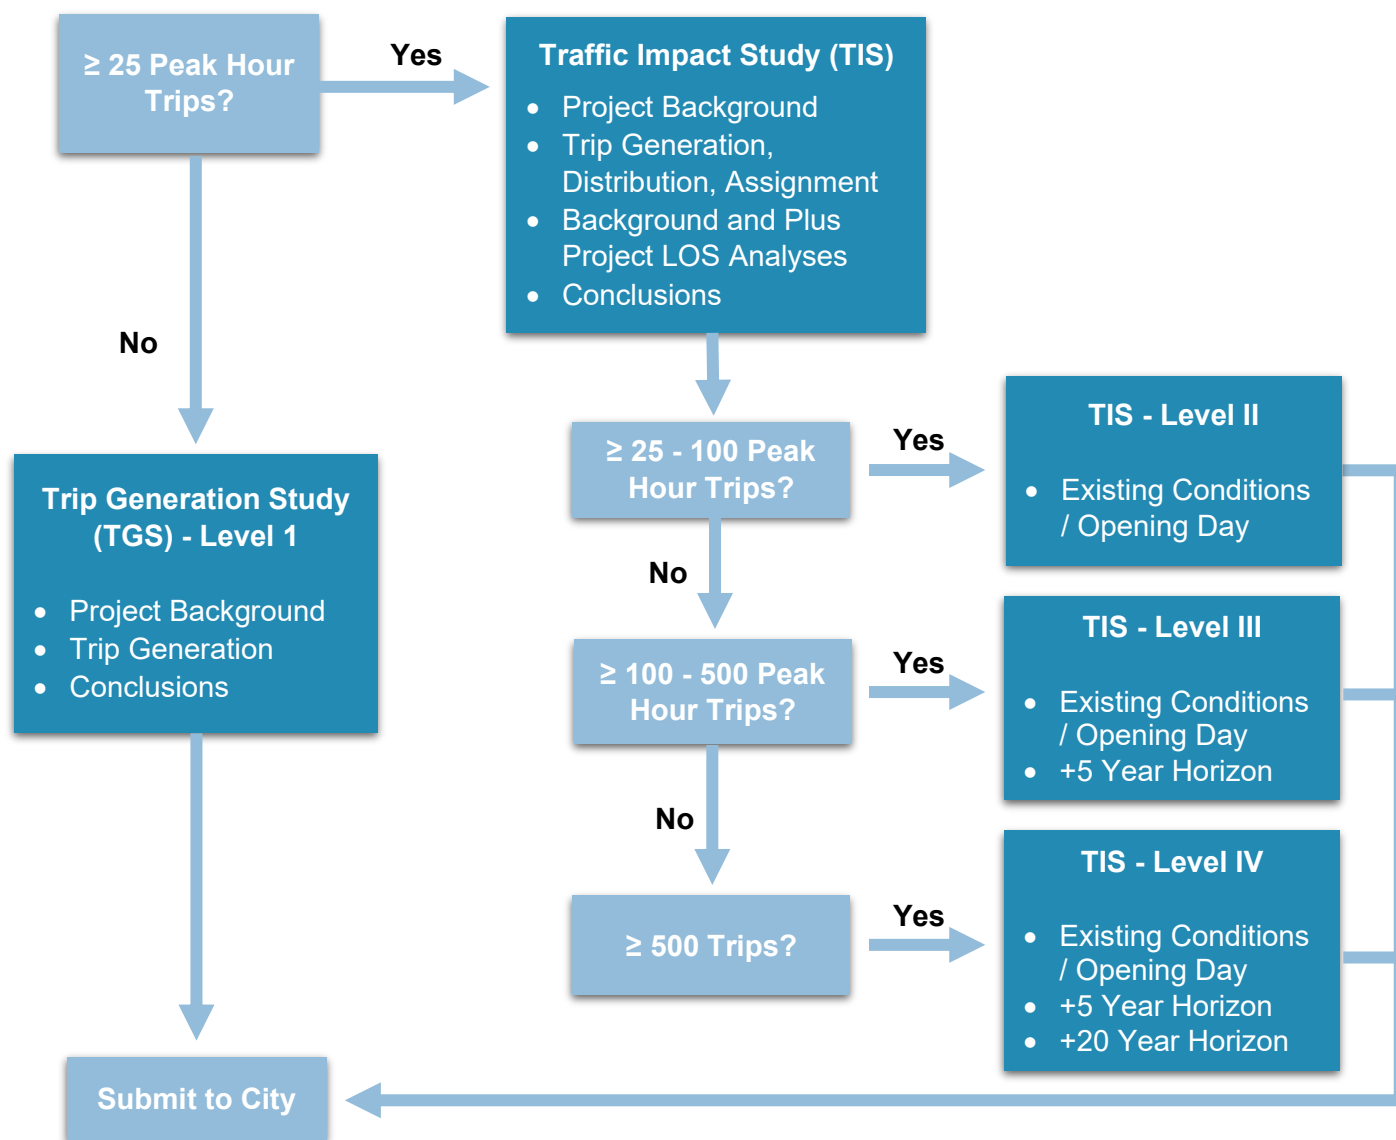 ≥ 25 Peak Hour
Trips?
Yes
Traffic Impact Study (TIS)
• Project Background
• Trip Generation,
Distribution, Assignment
• Background and Plus
Project LOS Analyses
• Conclusions
No
Trip Generation Study
(TGS) - Level 1
• Project Background
• Trip Generation
• Conclusions
≥ 25 - 100 Peak
Hour Trips?
Yes
TIS - Level II
• Existing Conditions
/ Opening Day
No
≥ 100 - 500 Peak
Hour Trips?
Yes
TIS - Level III
• Existing Conditions
/ Opening Day
• +5 Year Horizon
No
≥ 500 Trips?
Yes
TIS - Level IV
• Existing Conditions
/ Opening Day
• +5 Year Horizon
• +20 Year Horizon
Submit to City